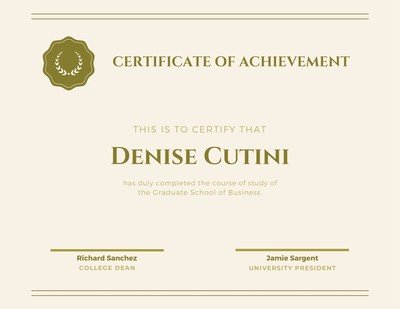 CERTIFICATE OF ACHIEVEMENT
THIS IS TO CERTIFY THAT
DENISE CUTINI
has duly completed the course of study of
the Graduate School of Business.
Richard Sanchez
COLLEGE DEAN
Jamie Sargent
UNIVERSITY PRESIDENT